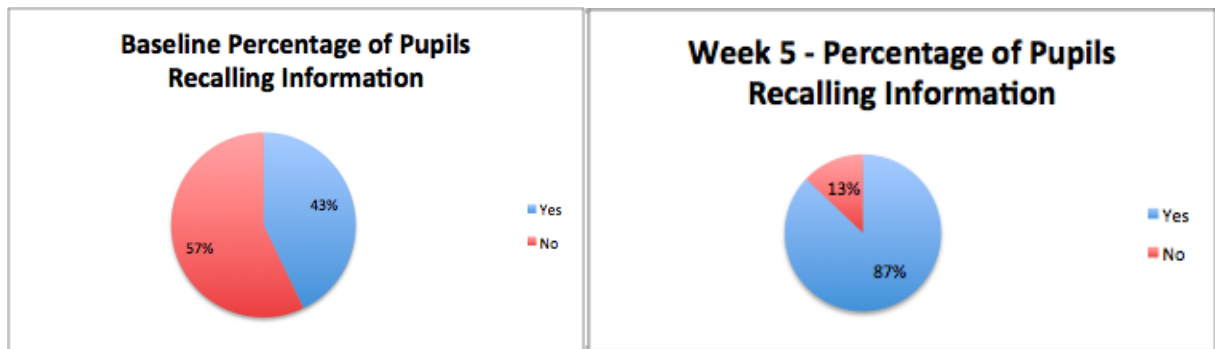 Baseline Percentage of Pupils
Recalling Information
43%
57%
Yes
No
Week 5 - Percentage of Pupils
Recalling Information
13%
87%
Yes
No